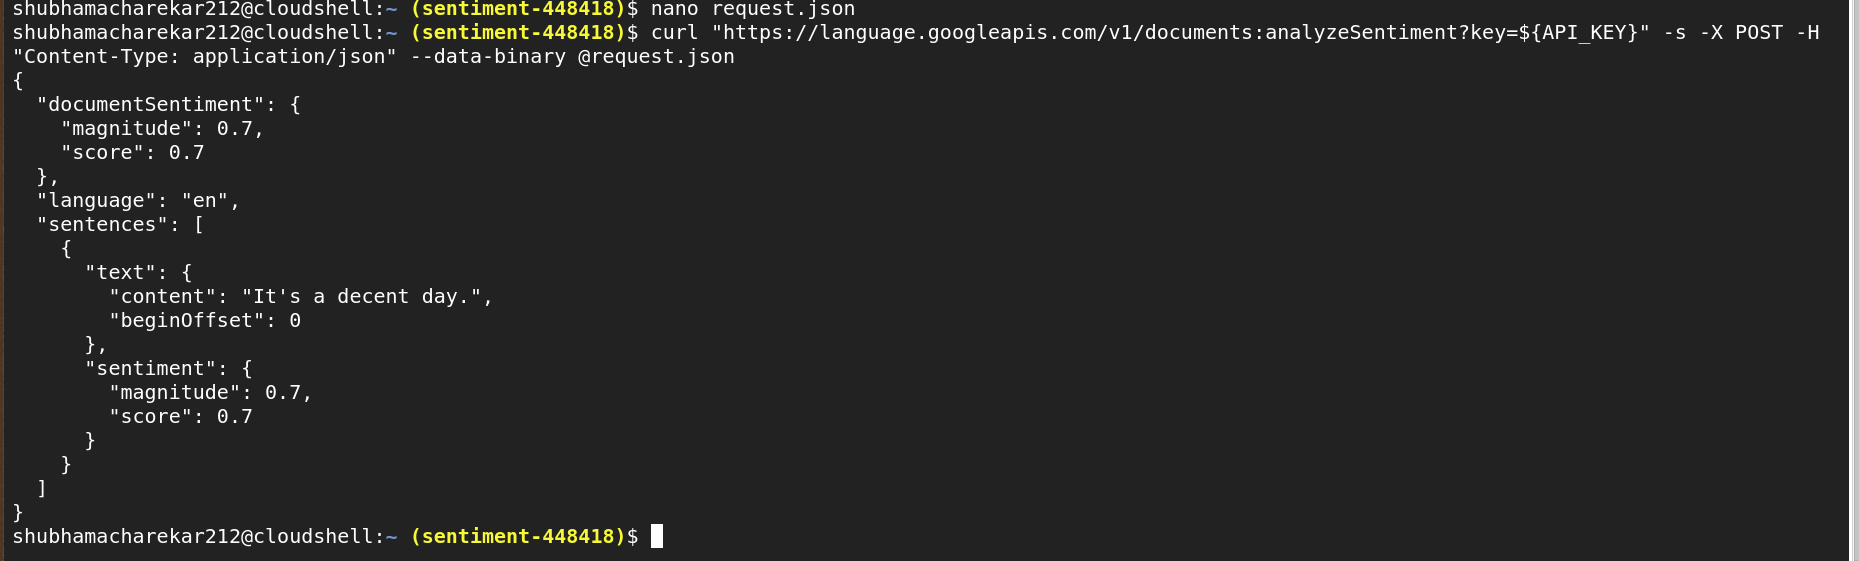 shubhamacharekar212@cloudshell:~ (sentiment-448418)$ nano request.json
shubhamacharekar212@cloudshell:~ (sentiment-448418)$ curl "https://language.googleapis.com/v1/documents:analyzeSentiment?key=${API_KEY}" -s -X POST -H
"Content-Type: application/json" --data-binary @request.json
{
  "documentSentiment": {
    "magnitude": 0.7,
    "score": 0.7
  },
  "language": "en",
  "sentences": [
    {
      "text": {
        "content": "It's a decent day.",
        "beginOffset": 0
      },
      "sentiment": {
        "magnitude": 0.7,
        "score": 0.7
      }
    }
  ]
}
shubhamacharekar212@cloudshell:~ (sentiment-448418)$